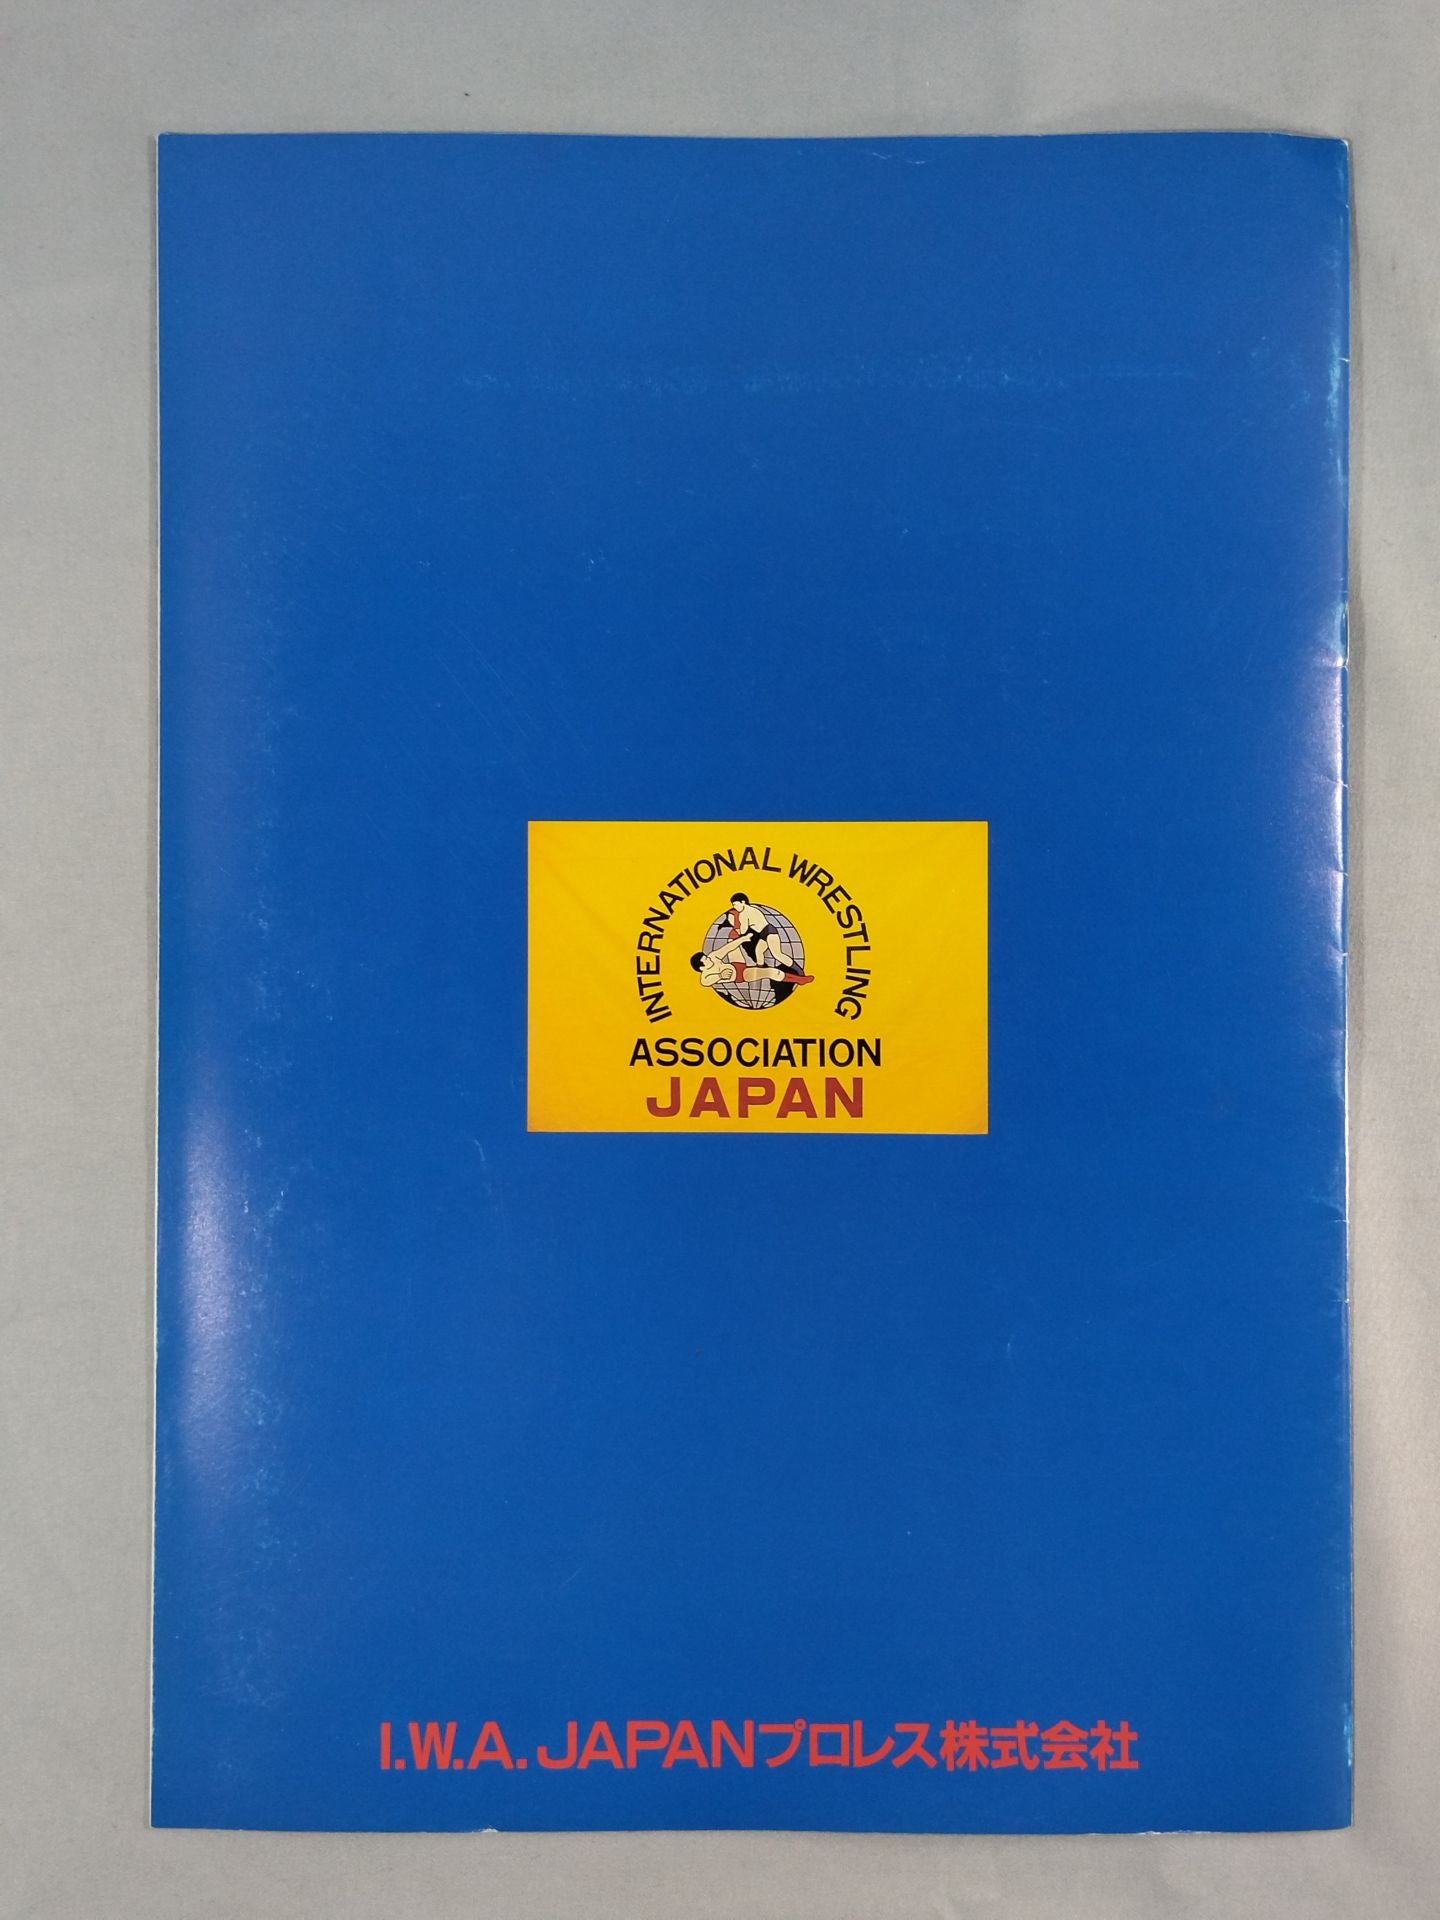 INTERNATIONAL WRESTLING
ASSOCIATION
JAPAN
I.W.A.JAPANプロレス株式会社